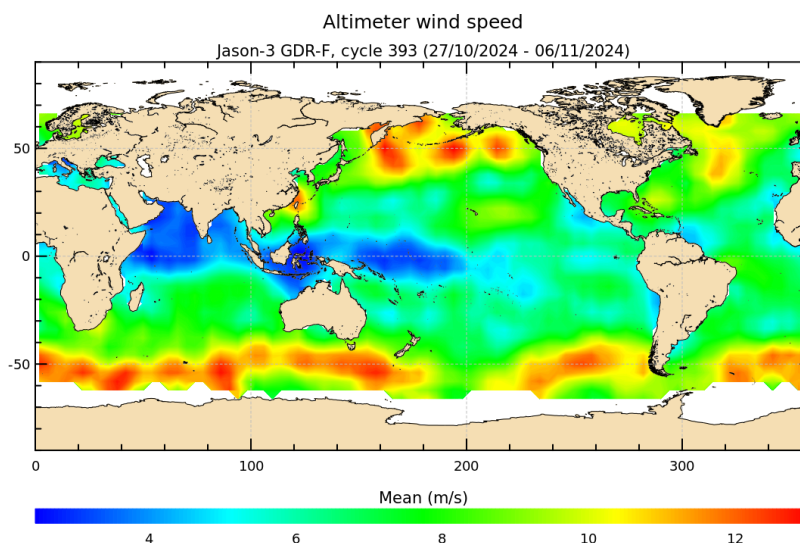 Altimeter wind speed
Jason-3 GDR-F, cycle 393 (27/10/2024 - 06/11/2024)
50
0
-50
0 100 200 300
Mean (m/s)
4 6 8 10 12